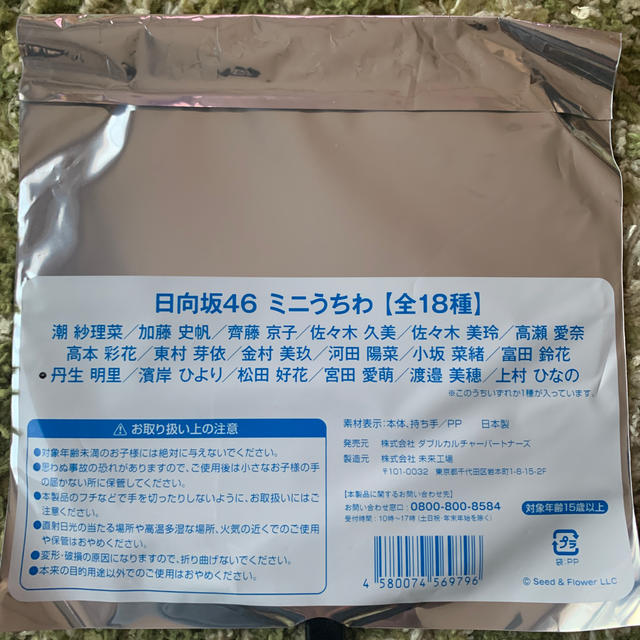 日向坂46 ミニうちわ【全18種】
潮 紗理菜／加藤 史帆／齊藤 京子／佐々木 久美／佐々木 美玲／高瀬 愛奈
高本 彩花／東村 芽依／金村 美玖／河田 陽菜／小坂 菜緒／富田 鈴花
丹生 明里／濱岸 ひより／松田 好花／宮田 愛萌／渡邉 美穂／上村 ひなの
※このうちいずれか1種が入っています。
お取り扱い上の注意
●対象年齢未満のお子様には絶対に与えないでください。
●思わぬ事故の恐れがありますので、ご使用後は小さなお子様の手
の届かない所に保管してください。
●本製品のフチなどで手を切ったりしないように、お取扱いにはご
注意ください。
●直射日光の当たる場所や高温多湿な場所、火気の近くでのご使用
や保管はおやめください。
●変形・破損の原因になりますので、折り曲げないでください。
●本来の目的用途以外でのご使用はおやめください。
素材表示：本体、持ち手／PP 日本製
発売元 株式会社 ダブルカルチャーパートナーズ
製造元 株式会社 未来工場
〒101-0032 東京都千代田区岩本町1-8-15-2F
【本製品に関するお問い合わせ先】
お問い合わせ窓口：0800-800-8584
受付時間：10時～17時（土日祝・年末年始を除く）
対象年齢15歳以上
4 580074 569796
プラ
袋:PP
© Seed & Flower LLC